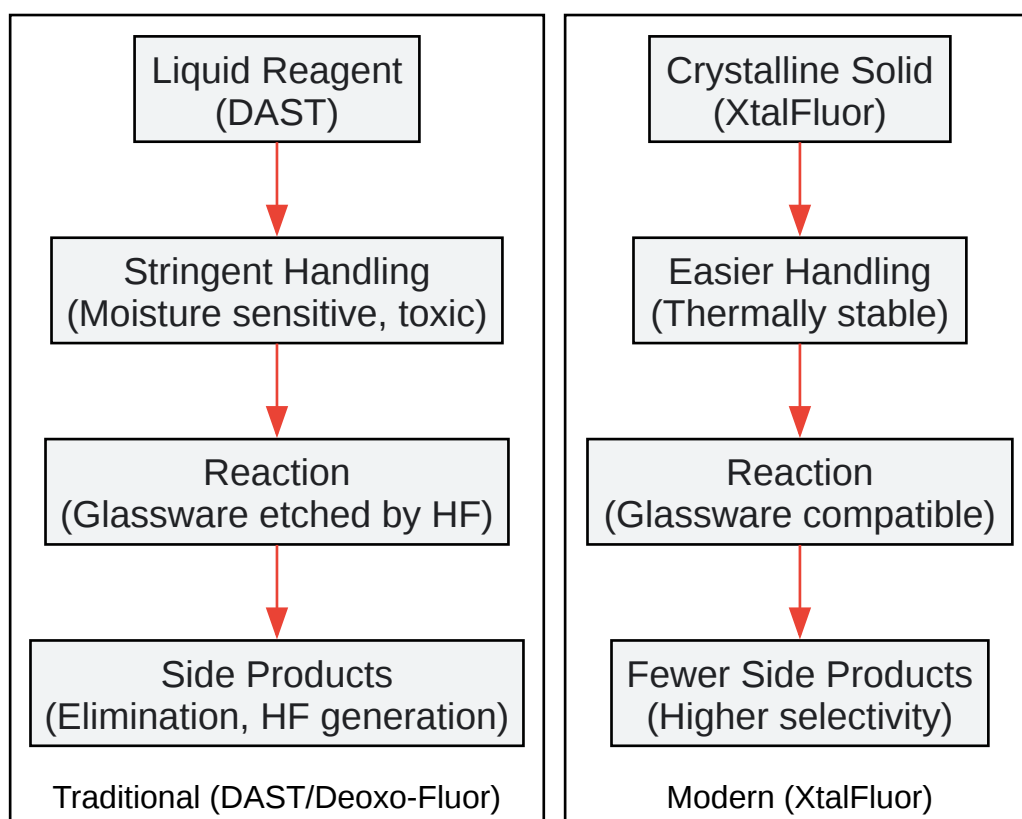 Liquid Reagent
(DAST)
Stringent Handling
(Moisture sensitive, toxic)
Reaction
(Glassware etched by HF)
Side Products
(Elimination, HF generation)
Traditional (DAST/Deoxo-Fluor)
Crystalline Solid
(XtalFluor)
Easier Handling
(Thermally stable)
Reaction
(Glassware compatible)
Fewer Side Products
(Higher selectivity)
Modern (XtalFluor)